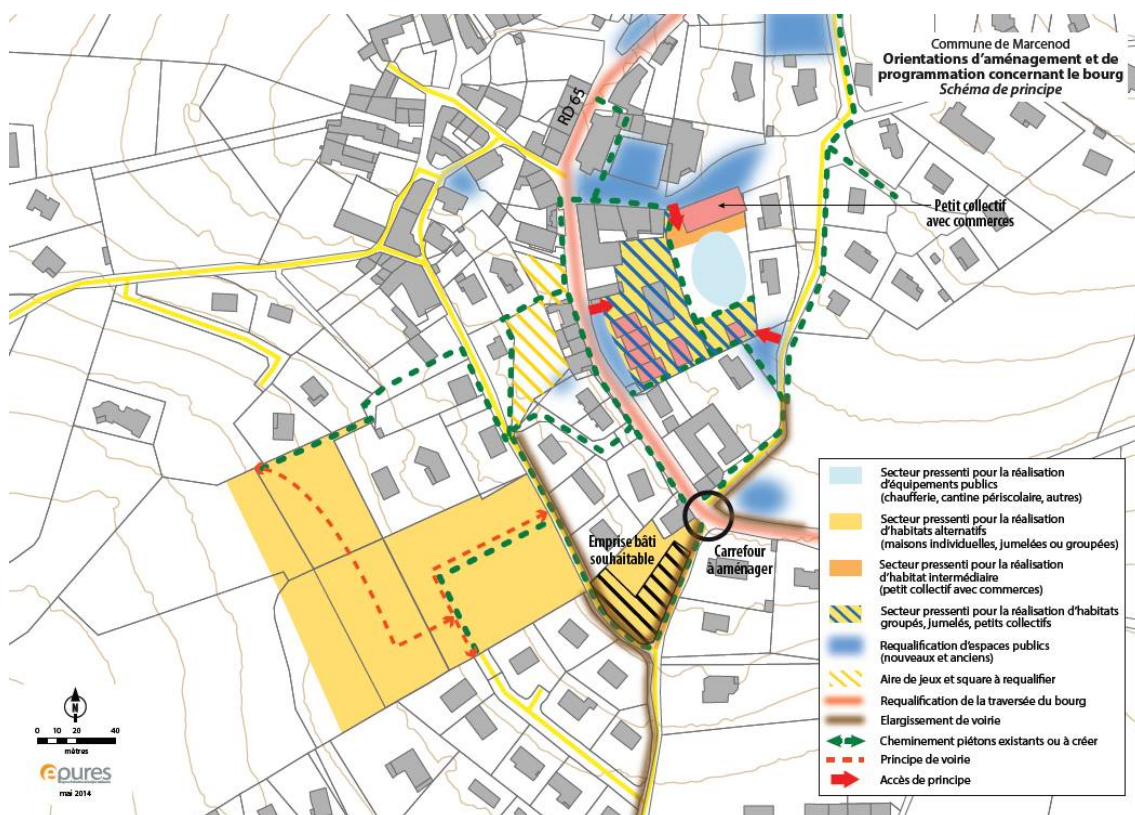 Commune de Marcenod
Orientations d'aménagement et de
programmation concernant le bourg
Schéma de principe
RD 65
Petit collectif
avec commerces
Emprise bâti
souhaitable
Carrefour
à aménager
Secteur pressenti pour la réalisation
d'équipements publics
(chaufferie, cantine périscolaire, autres)
Secteur pressenti pour la réalisation
d'habitats alternatifs
(maisons individuelles, jumelées ou groupées)
Secteur pressenti pour la réalisation
d'habitat intermédiaire
(petit collectif avec commerces)
Secteur pressenti pour la réalisation d'habitats
groupés, jumelés, petits collectifs
Requalification d'espaces publics
(nouveaux et anciens)
Aire de jeux et square à requalifier
Requalification de la traversée du bourg
Elargissement de voirie
Cheminement piétons existants ou à créer
Principe de voirie
Accès de principe
N
0 10 20 40
mètres
epures
mai 2014